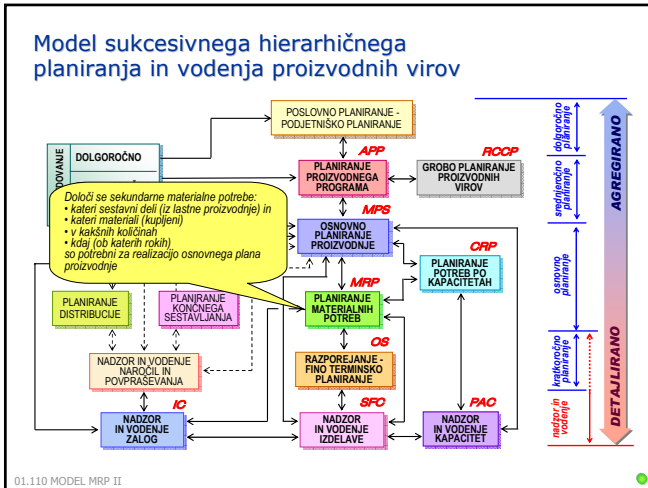 Model sukcesivnega hierarhičnega
planiranja in vodenja proizvodnih virov
POSLOVNO PLANIRANJE -
PODJETNIŠKO PLANIRANJE
DOLGOROČNO
APP
PLANIRANJE
PROIZVODNEGA
PROGRAMA
RCCP
GROBO PLANIRANJE
PROIZVODNIH
VIROV
Določi se sekundarne materialne potrebe:
• kateri sestavni deli (iz lastne proizvodnje) in
• kateri materiali (kupljeni)
• v kakšnih količinah
• kdaj (ob katerih rokih)
so potrebni za realizacijo osnovnega plana
proizvodnje
MPS
OSNOVNO
PLANIRANJE
PROIZVODNJE
CRP
PLANIRANJE
POTREB PO
KAPACITETAH
PLANIRANJE
DISTRIBUCIJE
PLANIRANJE
KONČNEGA
SESTAVLJANJA
MRP
PLANIRANJE
MATERIALNIH
POTREB
NADZOR IN VODENJE
NAROČIL IN
POVPRAŠEVANJA
OS
RAZPOREJANJE -
FINO TERMINSKO
PLANIRANJE
IC
NADZOR
IN VODENJE
ZALOG
SFC
NADZOR
IN VODENJE
IZDELAVE
PAC
NADZOR
IN VODENJE
KAPACITET
dolgoročno
planiranje
srednjeročno
planiranje
osnovno
planiranje
kratkoročno
planiranje
nadzor in
vodenje
AGREGIRANO
DETAJLIRANO
01.110 MODEL MRP II